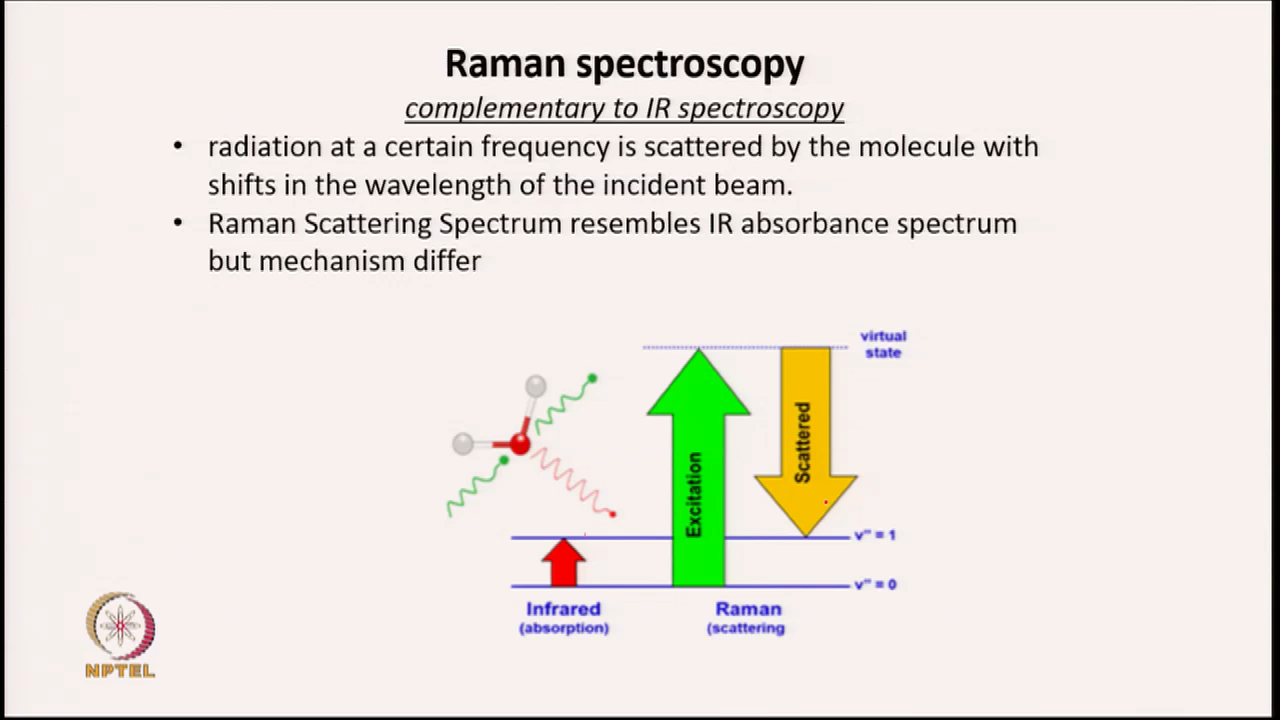 Raman spectroscopy
complementary to IR spectroscopy
• radiation at a certain frequency is scattered by the molecule with
shifts in the wavelength of the incident beam.
• Raman Scattering Spectrum resembles IR absorbance spectrum
but mechanism differ
virtual
state
Excitation
Scattered
v" = 1
v" = 0
Infrared
(absorption)
Raman
(scattering
NPTEL